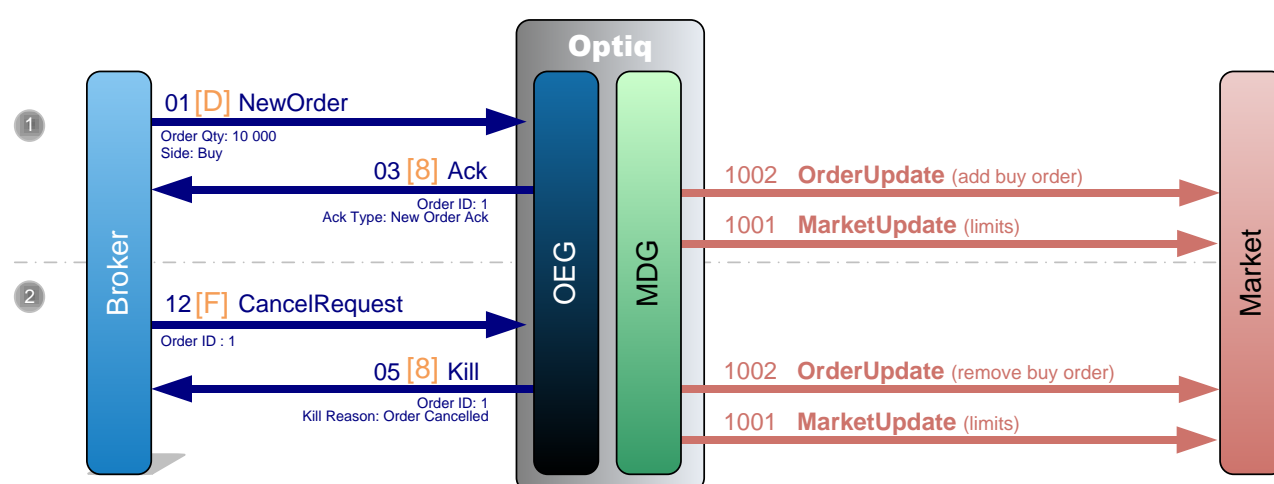 Optiq
1
01 [D] NewOrder
Order Qty: 10 000
Side: Buy
03 [8] Ack
Order ID: 1
Ack Type: New Order Ack
1002 OrderUpdate (add buy order)
1001 MarketUpdate (limits)
Broker
OEG
MDG
Market
2
12 [F] CancelRequest
Order ID : 1
05 [8] Kill
Order ID: 1
Kill Reason: Order Cancelled
1002 OrderUpdate (remove buy order)
1001 MarketUpdate (limits)